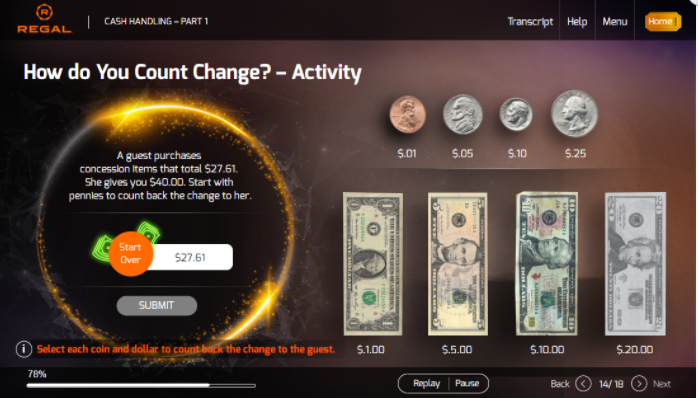 REGAL
CASH HANDLING – PART 1
Transcript
Help
Menu
Home
How do You Count Change? – Activity
A guest purchases
concession items that total $27.61.
She gives you $40.00. Start with
pennies to count back the change to her.
Start
Over
$27.61
SUBMIT
Select each coin and dollar to count back the change to the guest.
$.01
$.05
$.10
$.25
$1.00
$5.00
$10.00
$20.00
78%
Replay
Pause
Back
14/18
Next